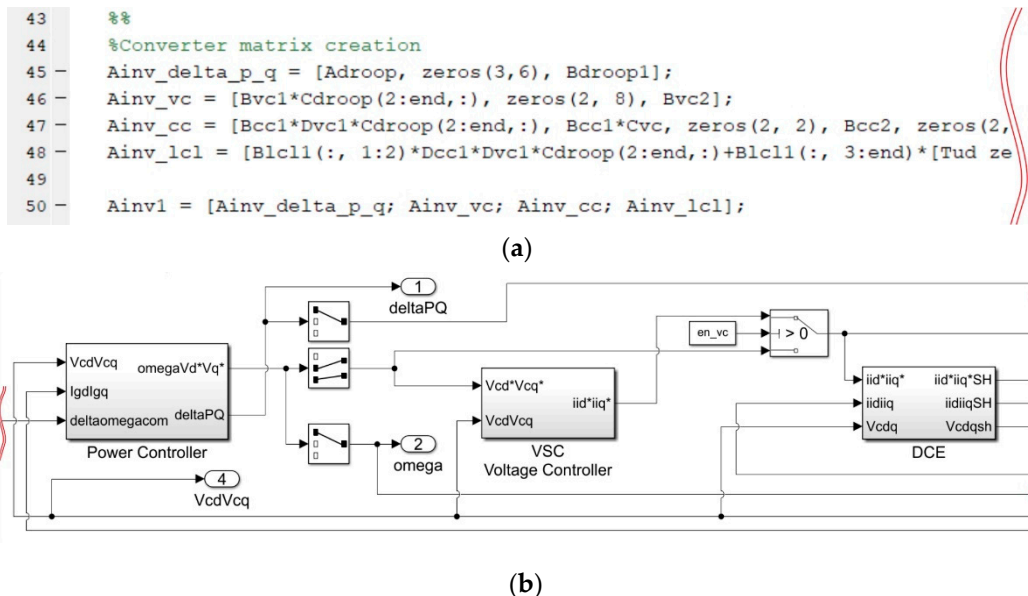 43 %%
44 %Converter matrix creation
45 - Ainv_delta_p_q = [Adroop, zeros(3,6), Bdroop1];
46 - Ainv_vc = [Bvc1*Cdroop(2:end,:), zeros(2, 8), Bvc2];
47 - Ainv_cc = [Bcc1*Dvc1*Cdroop(2:end,:), Bcc1*Cvc, zeros(2, 2), Bcc2, zeros(2,
48 - Ainv_lcl = [Blcl1(:, 1:2)*Dcc1*Dvc1*Cdroop(2:end,:)+Blcl1(:, 3:end)*[Tud ze
49
50 - Ainv1 = [Ainv_delta_p_q; Ainv_vc; Ainv_cc; Ainv_lcl];
(a)
1
deltaPQ
en_vc
> 0
VcdVcq
IgdIgq
deltaomegacom
omegaVd*Vq*
deltaPQ
Power Controller
Vcd*Vcq*
VcdVcq
iid*iiq*
VSC
Voltage Controller
iid*iiq*
iidiiq
Vcdq
iid*iiq*SH
iidiiqSH
Vcdqsh
DCE
2
omega
4
VcdVcq
(b)